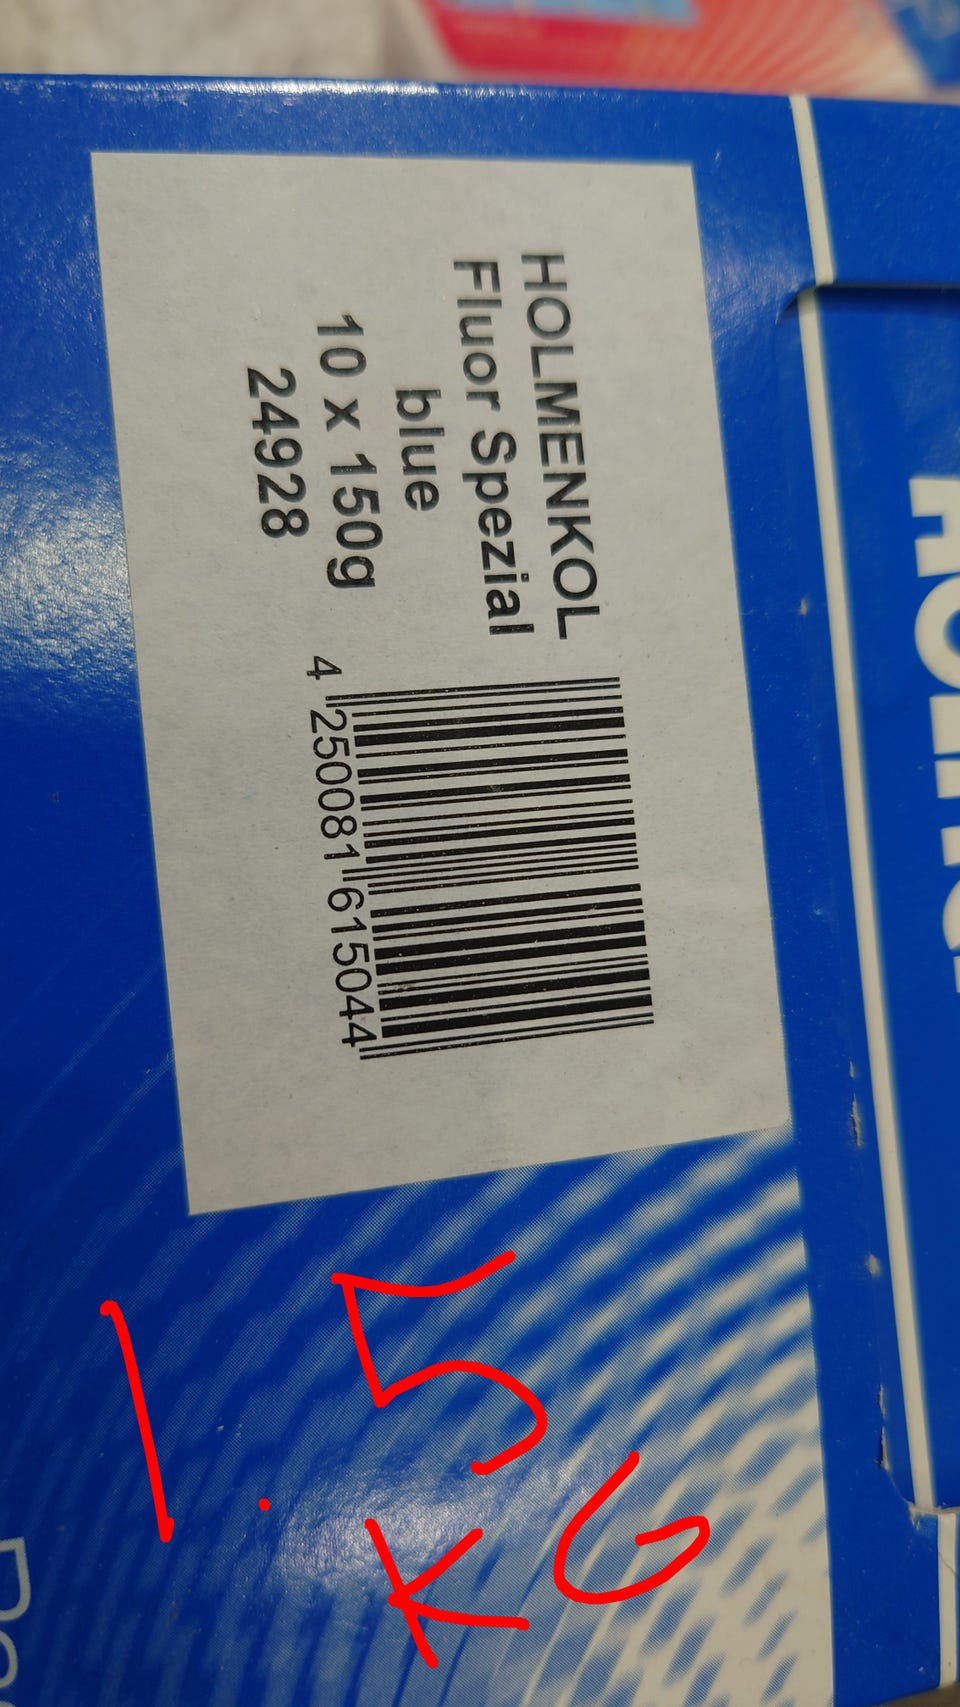 HOLMENKOL
Fluor Spezial
blue
10 x 150g
24928
4 250081 615044
1.5
KG